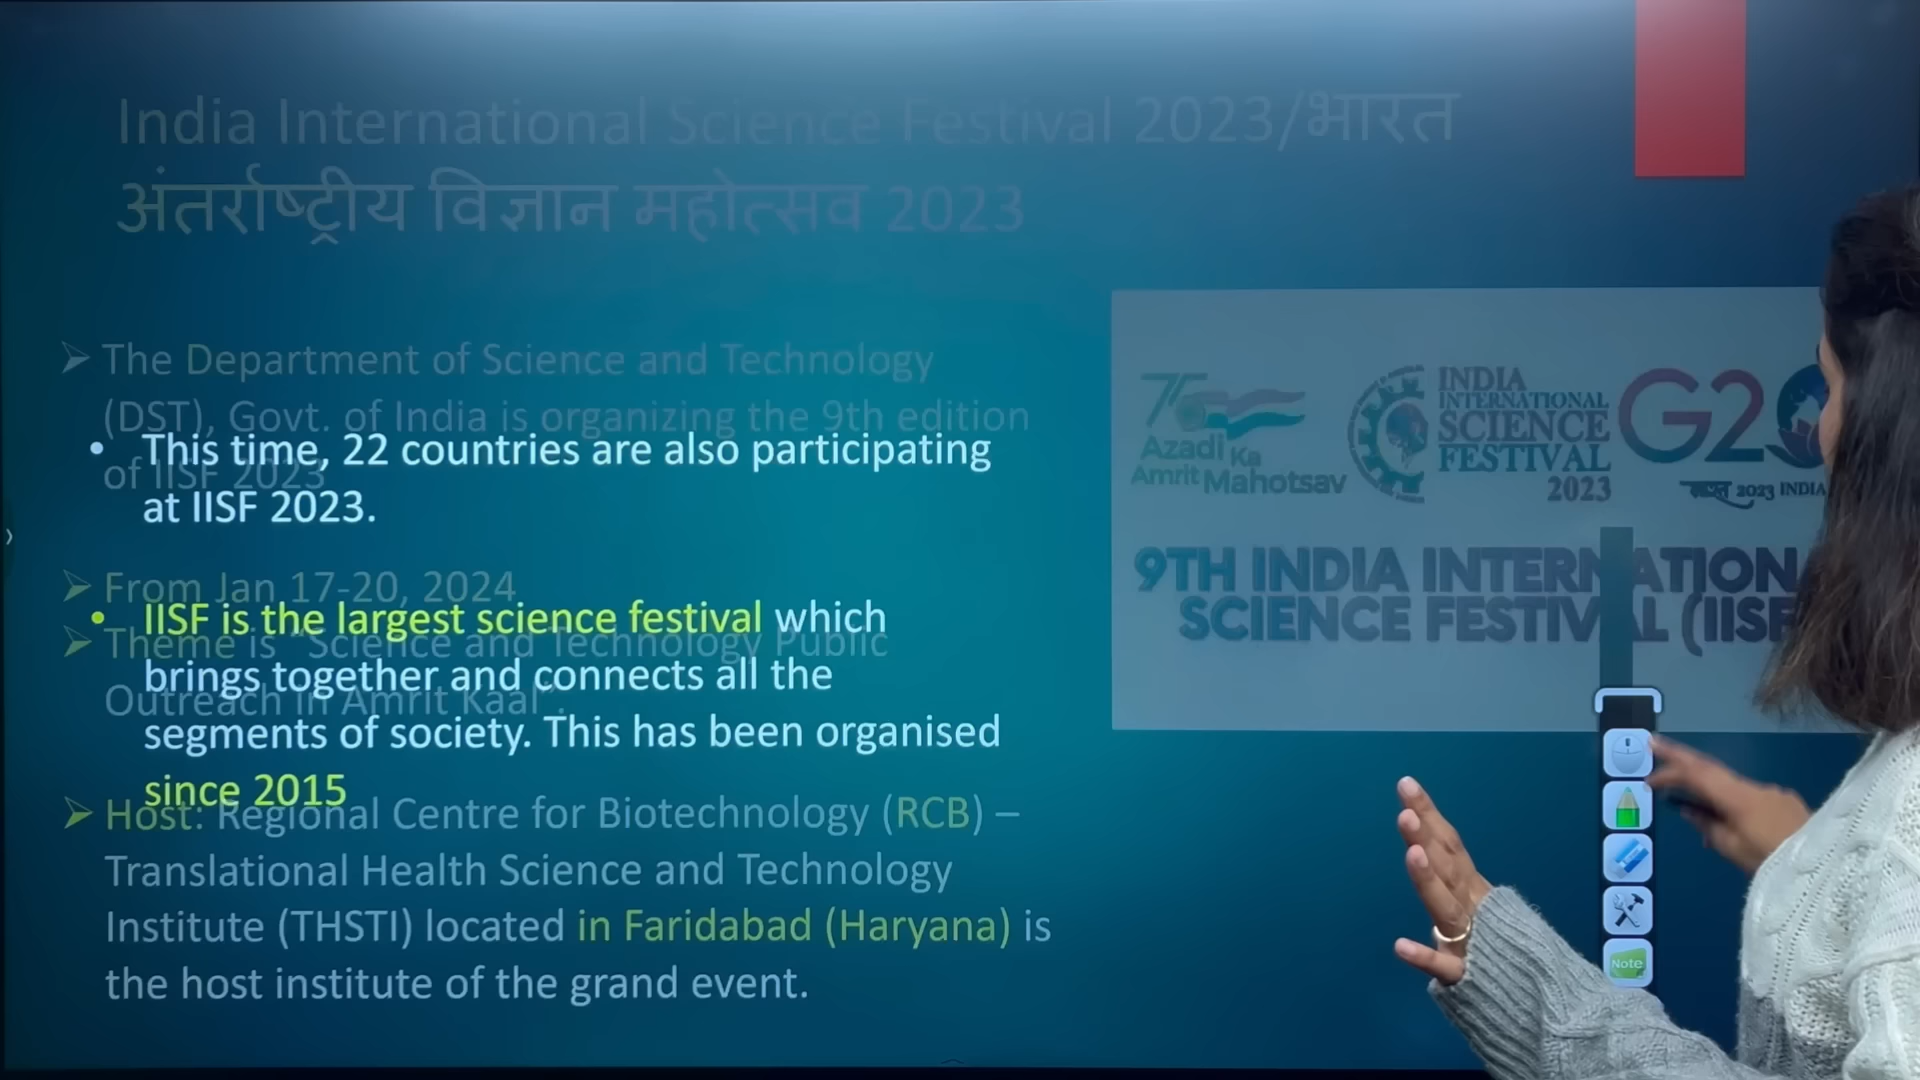 India International Science Festival 2023/भारत
अंतर्राष्ट्रीय विज्ञान महोत्सव 2023
The Department of Science and Technology
(DST), Govt. of India is organizing the 9th edition
of IISF 2023
From Jan 17-20, 2024
Theme is “Science and Technology Public
Outreach in Amrit Kaal”.
Host: Regional Centre for Biotechnology (RCB) –
Translational Health Science and Technology
Institute (THSTI) located in Faridabad (Haryana) is
the host institute of the grand event.
This time, 22 countries are also participating
at IISF 2023.
IISF is the largest science festival which
brings together and connects all the
segments of society. This has been organised
since 2015
75
Azadi Ka
Amrit Mahotsav
INDIA
INTERNATIONAL
SCIENCE
FESTIVAL
2023
G20
भारत 2023 INDIA
9TH INDIA INTERNATIONA
SCIENCE FESTIVAL (IISF
Note